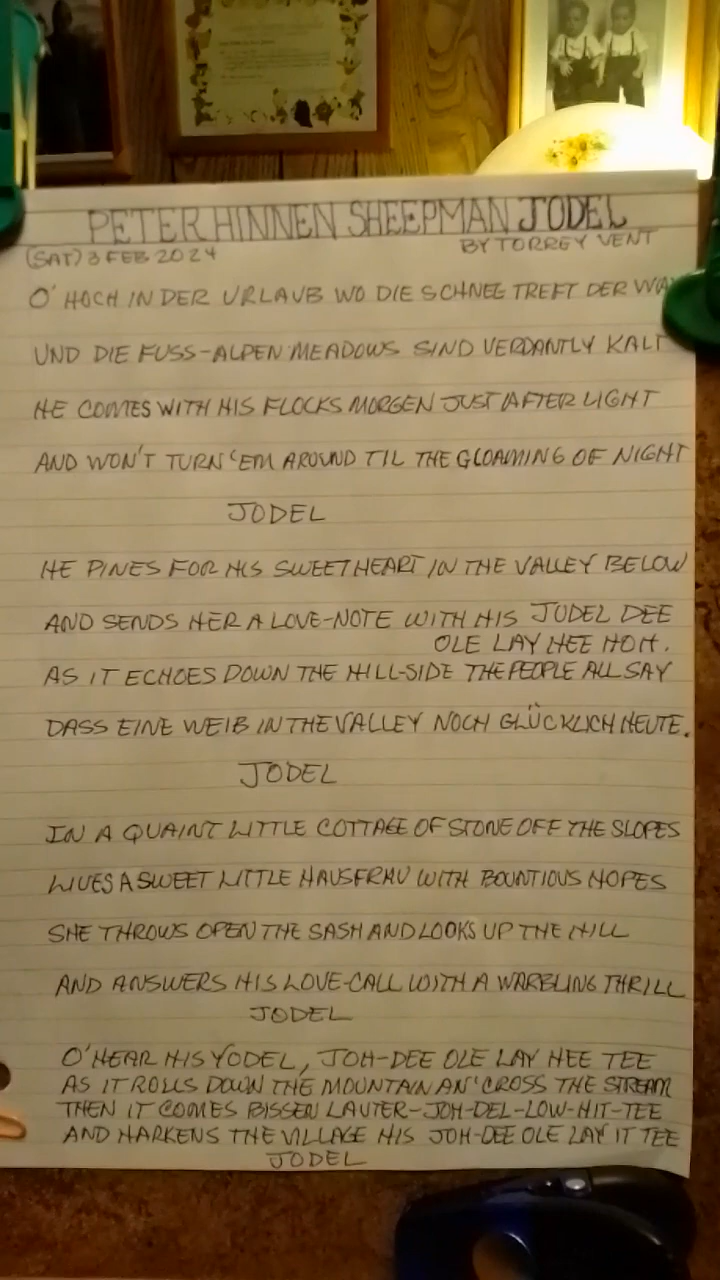 PETER HINNEN SHEEPMAN JODEL
(SAT) 3 FEB 2024 BY TORREY VENT
O' HOCH IN DER URLAUB WO DIE SCHNEE TREFT DER
UND DIE FUSS-ALPEN MEADOWS SIND VERDANTLY KALT
HE COMES WITH HIS FLOCKS MORGEN JUST AFTER LIGHT
AND WON'T TURN 'EM AROUND TIL THE GLOAMING OF NIGHT
JODEL
HE PINES FOR HIS SWEETHEART IN THE VALLEY BELOW
AND SENDS HER A LOVE-NOTE WITH HIS JODEL DEE
OLE LAY HEE HOH.
AS IT ECHOES DOWN THE HILL-SIDE THE PEOPLE ALL SAY
DASS EINE WEIB IN THE VALLEY NOCH GLÜCKLICH HEUTE.
JODEL
IN A QUAINT LITTLE COTTAGE OF STONE OFF THE SLOPES
LIVES A SWEET LITTLE HAUSFRAU WITH BOUNTIOUS HOPES
SHE THROWS OPEN THE SASH AND LOOKS UP THE HILL
AND ANSWERS HIS LOVE-CALL WITH A WARBLING THRILL
JODEL
O' HEAR HIS YODEL, JOH-DEE OLE LAY HEE TEE
AS IT ROLLS DOWN THE MOUNTAIN AN' CROSS THE STREAM
THEN IT COMES BISSEN LAUTER-JOH-DEL-LOW-HIT-TEE
AND HARKENS THE VILLAGE HIS JOH-DEE OLE LAY IT TEE
JODEL